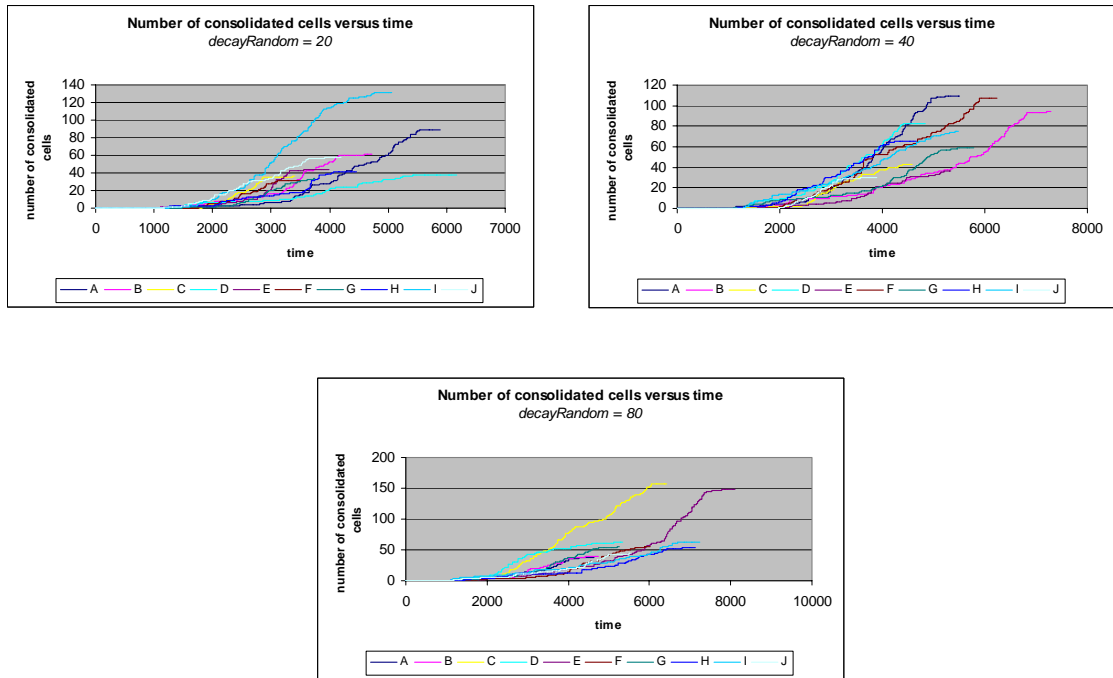 Number of consolidated cells versus time
decayRandom = 20
number of consolidated
cells
140
120
100
80
60
40
20
0
0 1000 2000 3000 4000 5000 6000 7000
time
A B C D E F G H I J
Number of consolidated cells versus time
decayRandom = 40
number of consolidated
cells
120
100
80
60
40
20
0
0 2000 4000 6000 8000
time
A B C D E F G H I J
Number of consolidated cells versus time
decayRandom = 80
number of consolidated
cells
200
150
100
50
0
0 2000 4000 6000 8000 10000
time
A B C D E F G H I J